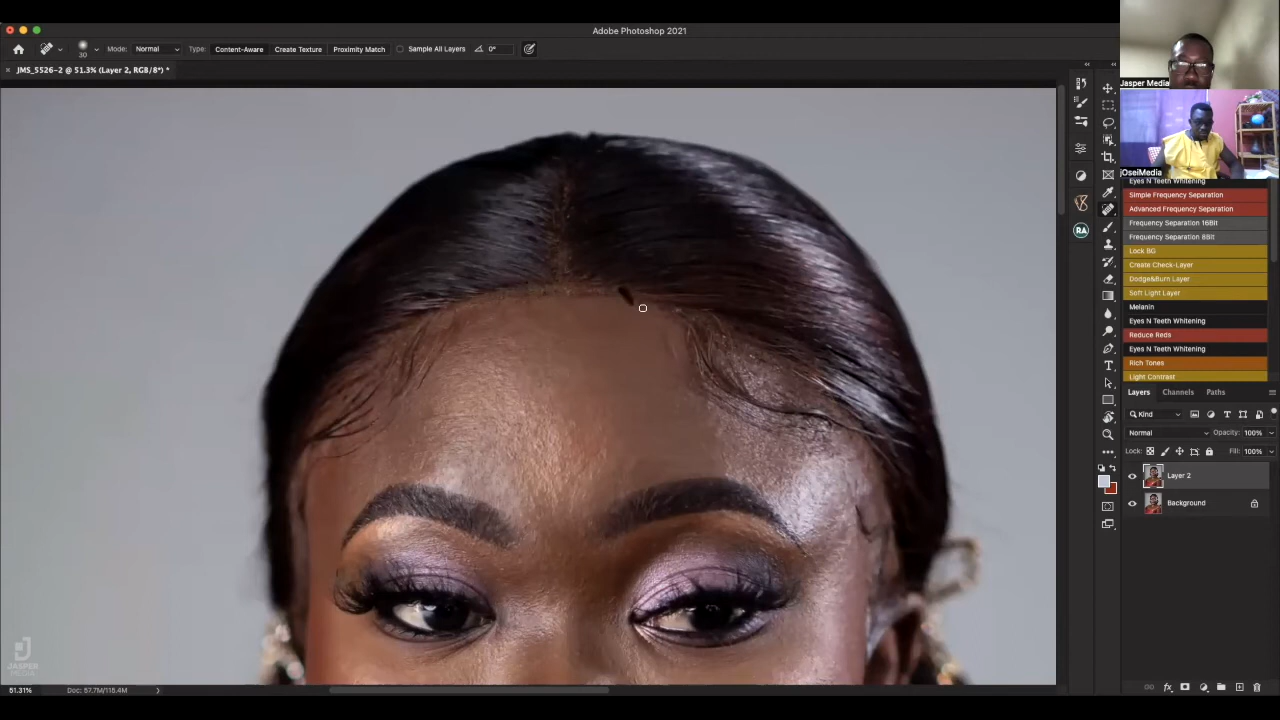 Adobe Photoshop 2021
30 Mode: Normal Type: Content-Aware Create Texture Proximity Match Sample All Layers 0°
JMS_5526-2 @ 51.3% (Layer 2, RGB/8*) *
Jasper Media
jOseiMedia
RA
Eyes N Teeth Whitening
Simple Frequency Separation
Advanced Frequency Separation
Frequency Separation 16Bit
Frequency Separation 8Bit
Lock BG
Create Check-Layer
Dodge&Burn Layer
Soft Light Layer
Melanin
Eyes N Teeth Whitening
Reduce Reds
Eyes N Teeth Whitening
Rich Tones
Light Contrast
Layers Channels Paths
Kind
Normal Opacity: 100%
Lock: Fill: 100%
Layer 2
Background
JASPER
MEDIA
51.31% Doc: 57.7M/115.4M